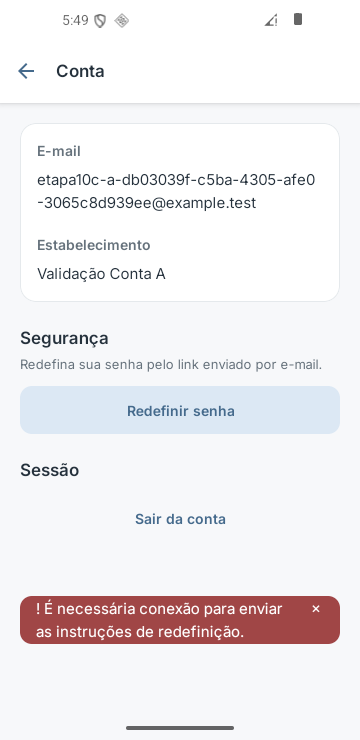 5:49
Conta
E-mail
etapa10c-a-db03039f-c5ba-4305-afe0
-3065c8d939ee@example.test
Estabelecimento
Validação Conta A
Segurança
Redefina sua senha pelo link enviado por e-mail.
Redefinir senha
Sessão
Sair da conta
! É necessária conexão para enviar ×
as instruções de redefinição.